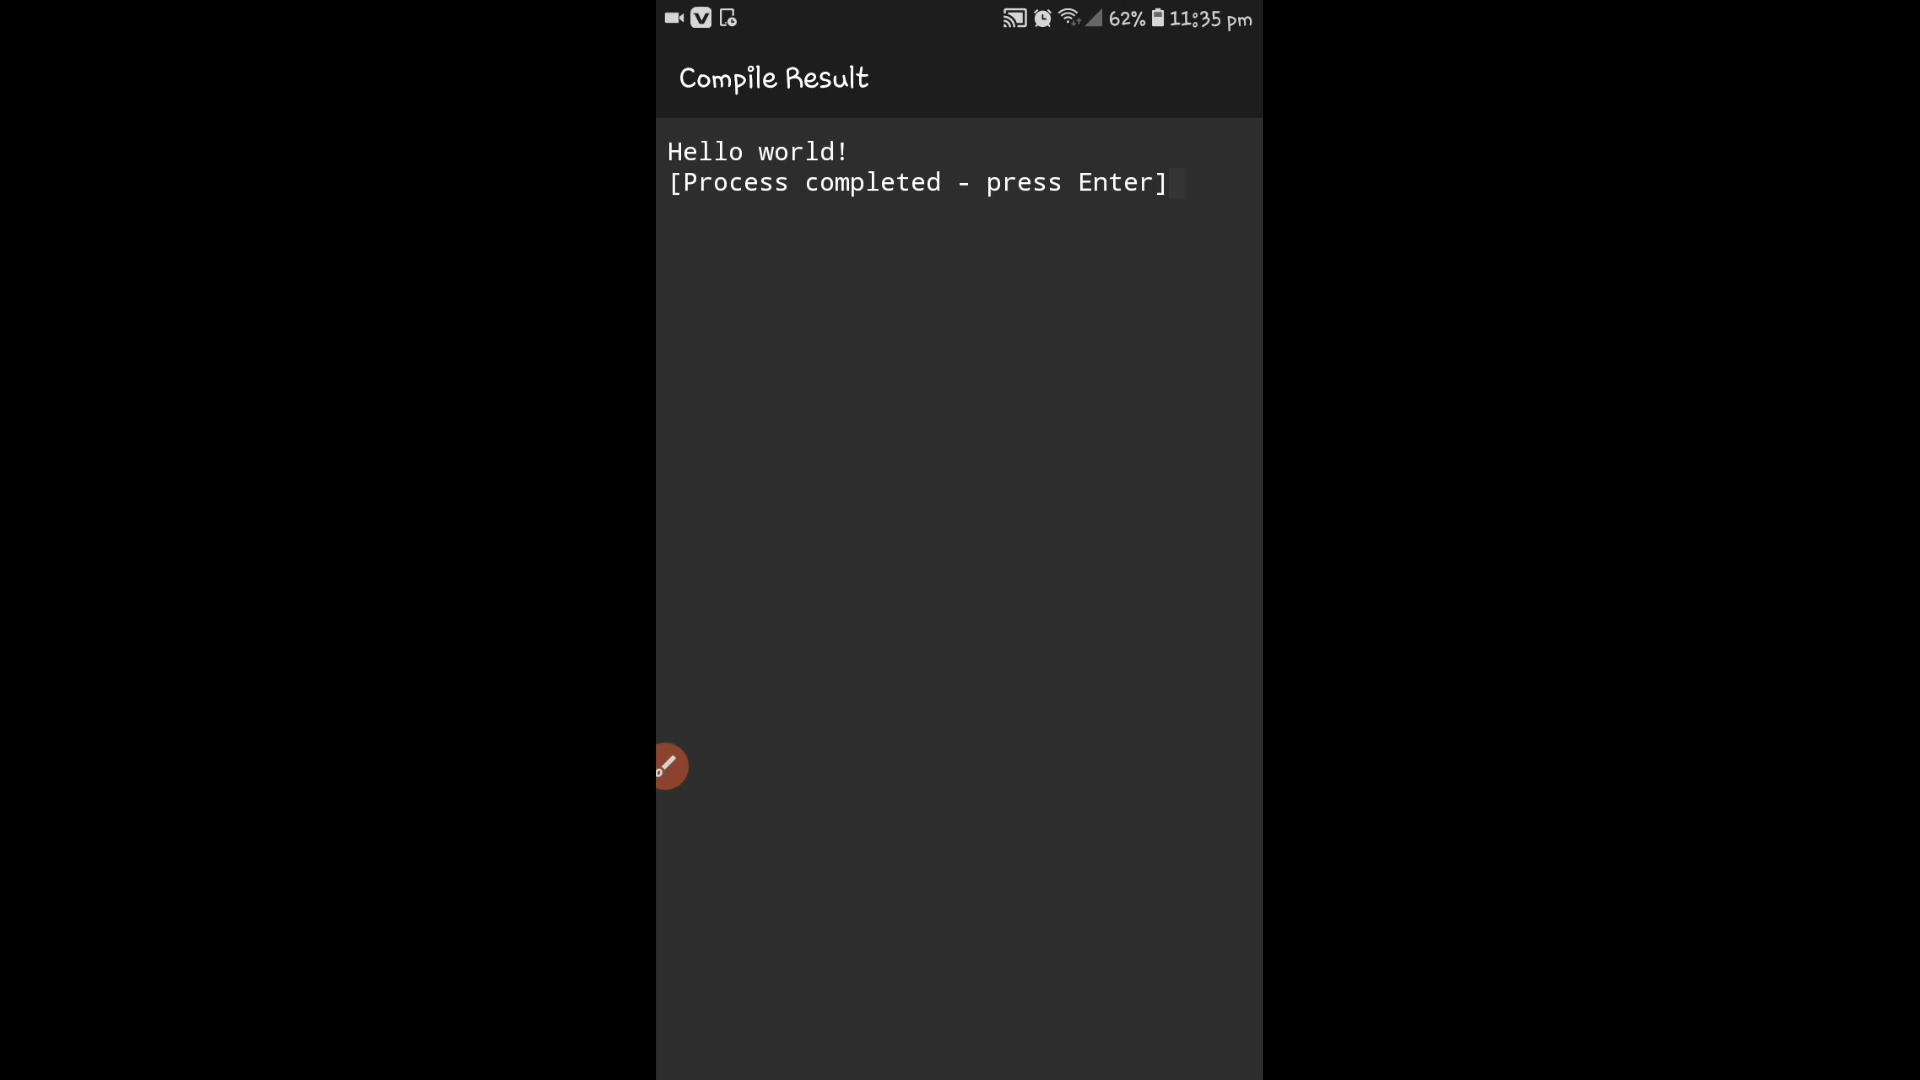 62% 11:35 pm
Compile Result
Hello world!
[Process completed - press Enter]